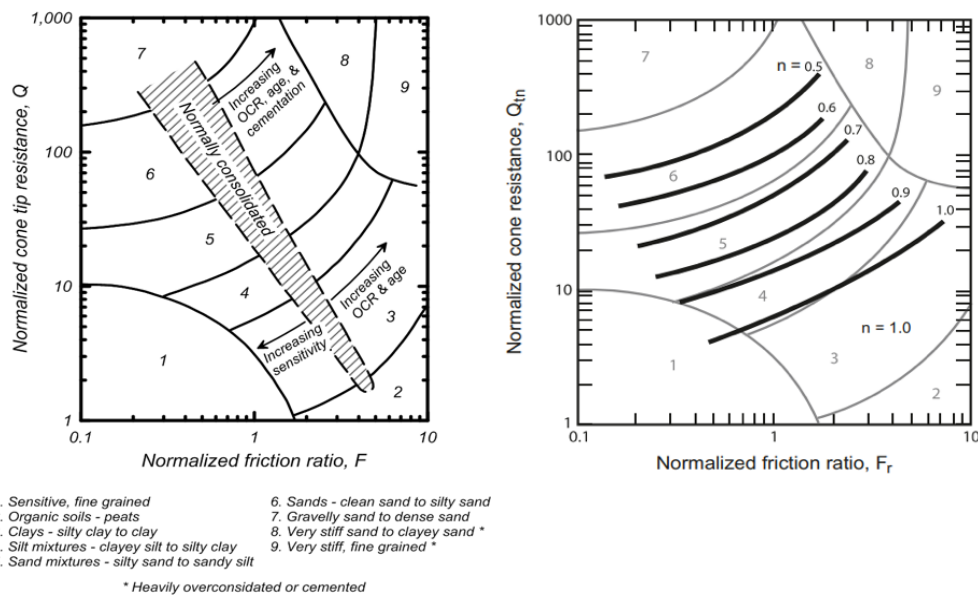 1,000
100
10
1
0.1
1
10
Normalized cone tip resistance, Q
Normalized friction ratio, F
7
8
9
6
5
4
3
1
2
Increasing
OCR, age, &
cementation
Normally consolidated
Increasing
OCR & age
Increasing
sensitivity
. Sensitive, fine grained
. Organic soils - peats
. Clays - silty clay to clay
. Silt mixtures - clayey silt to silty clay
. Sand mixtures - silty sand to sandy silt
6. Sands - clean sand to silty sand
7. Gravelly sand to dense sand
8. Very stiff sand to clayey sand *
9. Very stiff, fine grained *
* Heavily overconsidated or cemented
1000
100
10
1
0.1
1
10
Normalized cone resistance, Qtn
Normalized friction ratio, Fr
7
8
9
6
5
4
3
1
2
n = 0.5
0.6
0.7
0.8
0.9
1.0
n = 1.0